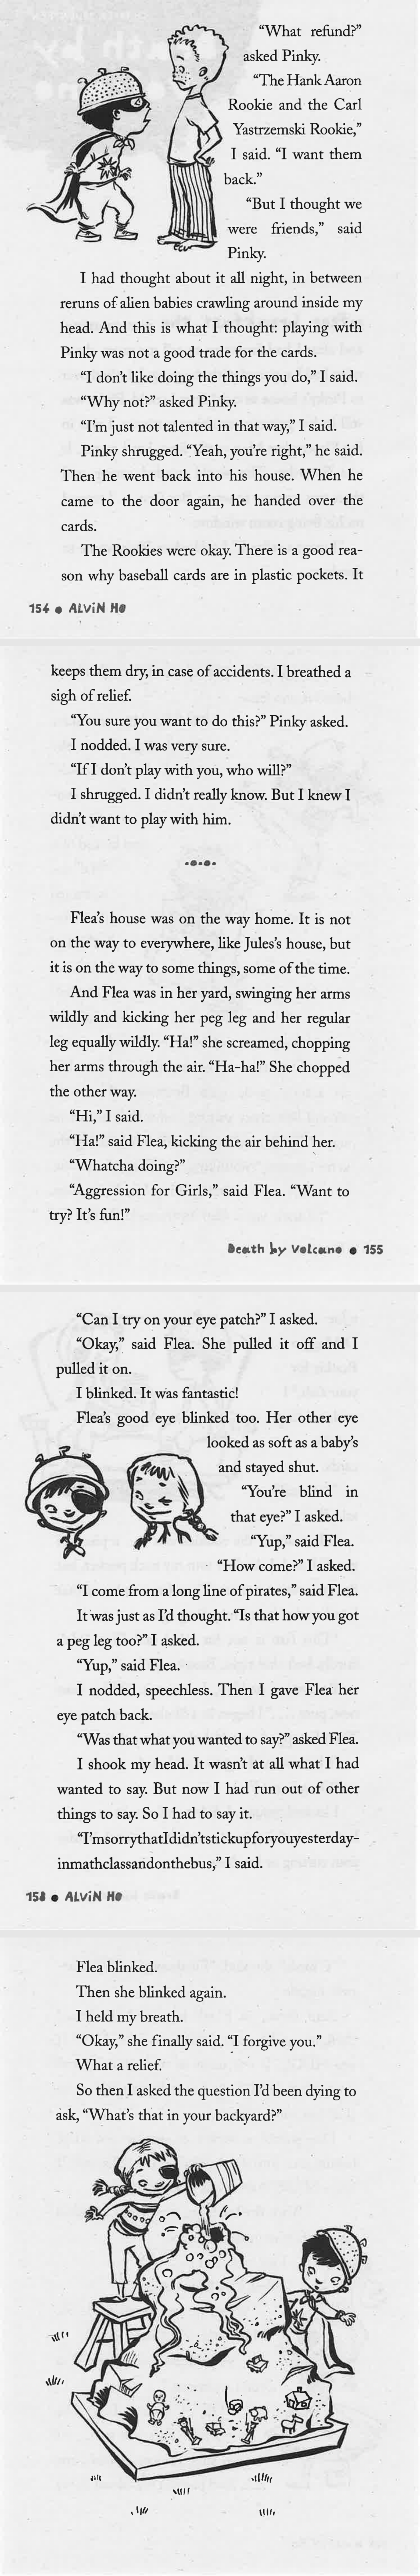 “What refund?”
asked Pinky.
“The Hank Aaron
Rookie and the Carl
Yastrzemski Rookie,”
I said. “I want them
back.”
“But I thought we
were friends,” said
Pinky.
I had thought about it all night, in between
reruns of alien babies crawling around inside my
head. And this is what I thought: playing with
Pinky was not a good trade for the cards.
“I don’t like doing the things you do,” I said.
“Why not?” asked Pinky.
“I’m just not talented in that way,” I said.
Pinky shrugged. “Yeah, you’re right,” he said.
Then he went back into his house. When he
came to the door again, he handed over the
cards.
The Rookies were okay. There is a good rea-
son why baseball cards are in plastic pockets. It
154 • ALViN HO
keeps them dry, in case of accidents. I breathed a
sigh of relief.
“You sure you want to do this?” Pinky asked.
I nodded. I was very sure.
“If I don’t play with you, who will?”
I shrugged. I didn’t really know. But I knew I
didn’t want to play with him.
Flea’s house was on the way home. It is not
on the way to everywhere, like Jules’s house, but
it is on the way to some things, some of the time.
And Flea was in her yard, swinging her arms
wildly and kicking her peg leg and her regular
leg equally wildly. “Ha!” she screamed, chopping
her arms through the air. “Ha-ha!” She chopped
the other way.
“Hi,” I said.
“Ha!” said Flea, kicking the air behind her.
“Whatcha doing?”
“Aggression for Girls,” said Flea. “Want to
try? It’s fun!”
Death by Volcano • 155
“Can I try on your eye patch?” I asked.
“Okay,” said Flea. She pulled it off and I
pulled it on.
I blinked. It was fantastic!
Flea’s good eye blinked too. Her other eye
looked as soft as a baby’s
and stayed shut.
“You’re blind in
that eye?” I asked.
“Yup,” said Flea.
“How come?” I asked.
“I come from a long line of pirates,” said Flea.
It was just as I’d thought. “Is that how you got
a peg leg too?” I asked.
“Yup,” said Flea.
I nodded, speechless. Then I gave Flea her
eye patch back.
“Was that what you wanted to say?” asked Flea.
I shook my head. It wasn’t at all what I had
wanted to say. But now I had run out of other
things to say. So I had to say it.
“I’msorrythatIdidn’tstickupforyouyesterday-
inmathclassandonthebus,” I said.
158 • ALViN HO
Flea blinked.
Then she blinked again.
I held my breath.
“Okay,” she finally said. “I forgive you.”
What a relief.
So then I asked the question I’d been dying to
ask, “What’s that in your backyard?”